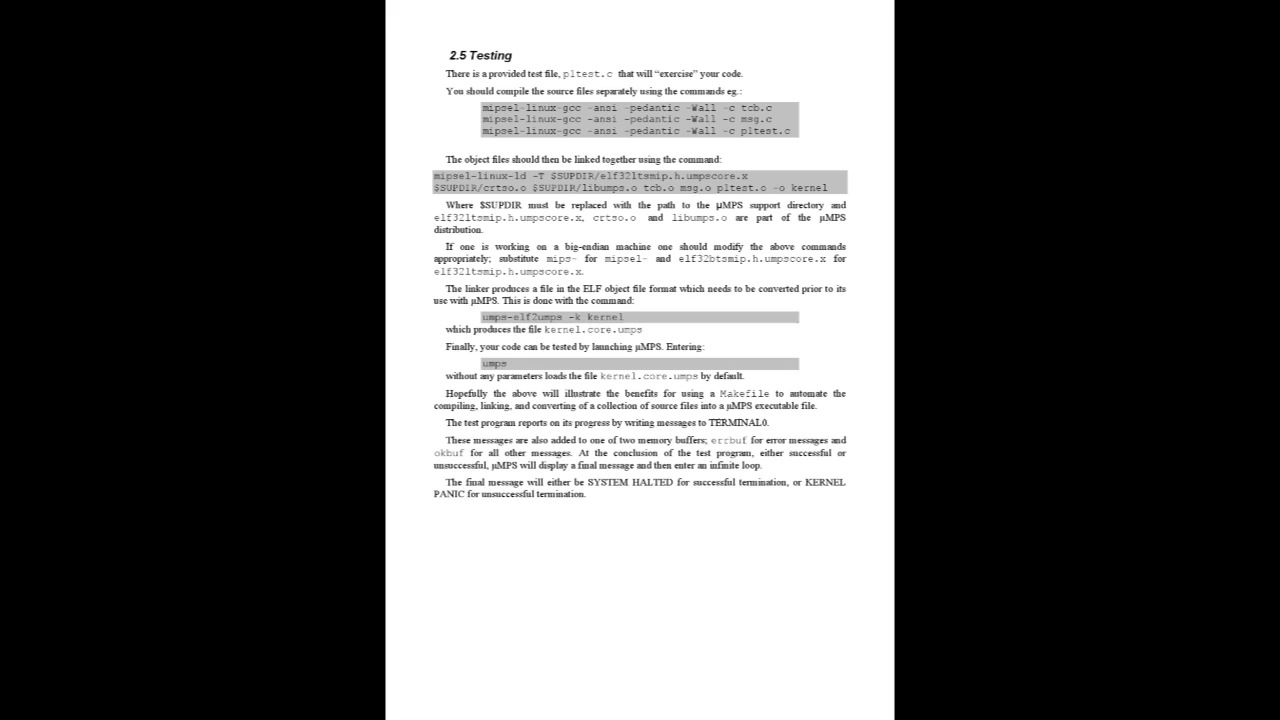 2.5 Testing
There is a provided test file, p1test.c that will “exercise” your code.
You should compile the source files separately using the commands eg.:
mipsel-linux-gcc -ansi -pedantic -Wall -c tcb.c
mipsel-linux-gcc -ansi -pedantic -Wall -c msg.c
mipsel-linux-gcc -ansi -pedantic -Wall -c p1test.c
The object files should then be linked together using the command:
mipsel-linux-ld -T $SUPDIR/elf32ltsmip.h.umpscore.x
$SUPDIR/crtso.o $SUPDIR/libumps.o tcb.o msg.o p1test.o -o kernel
Where $SUPDIR must be replaced with the path to the µMPS support directory and
elf32ltsmip.h.umpscore.x, crtso.o and libumps.o are part of the µMPS
distribution.
If one is working on a big-endian machine one should modify the above commands
appropriately; substitute mips- for mipsel- and elf32btsmip.h.umpscore.x for
elf32ltsmip.h.umpscore.x.
The linker produces a file in the ELF object file format which needs to be converted prior to its
use with µMPS. This is done with the command:
umps-elf2umps -k kernel
which produces the file kernel.core.umps
Finally, your code can be tested by launching µMPS. Entering:
umps
without any parameters loads the file kernel.core.umps by default.
Hopefully the above will illustrate the benefits for using a Makefile to automate the
compiling, linking, and converting of a collection of source files into a µMPS executable file.
The test program reports on its progress by writing messages to TERMINAL0.
These messages are also added to one of two memory buffers; errbuf for error messages and
okbuf for all other messages. At the conclusion of the test program, either successful or
unsuccessful, µMPS will display a final message and then enter an infinite loop.
The final message will either be SYSTEM HALTED for successful termination, or KERNEL
PANIC for unsuccessful termination.